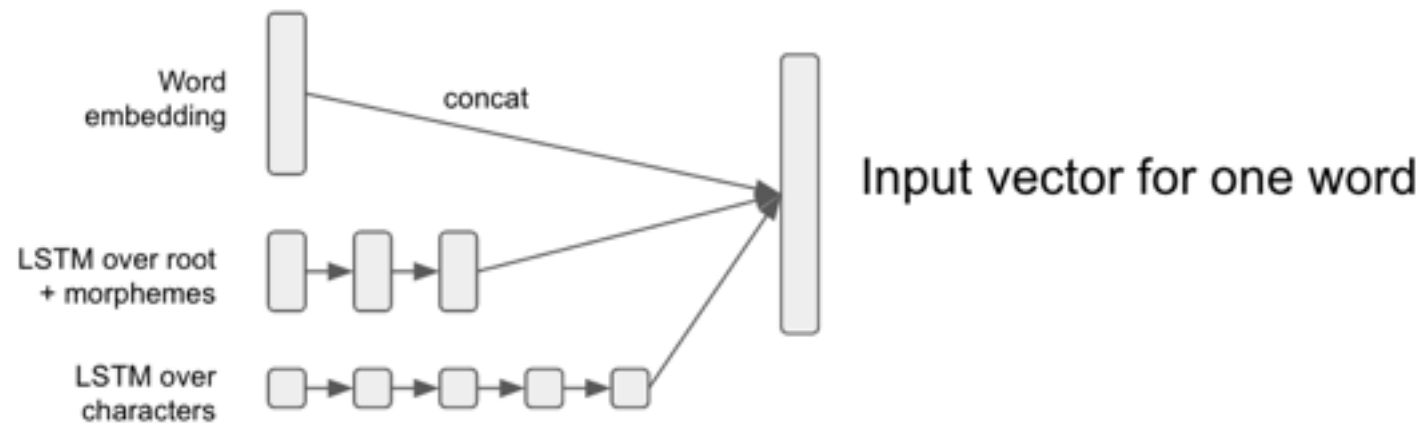 Word
embedding
concat
Input vector for one word
LSTM over root
+ morphemes
LSTM over
characters